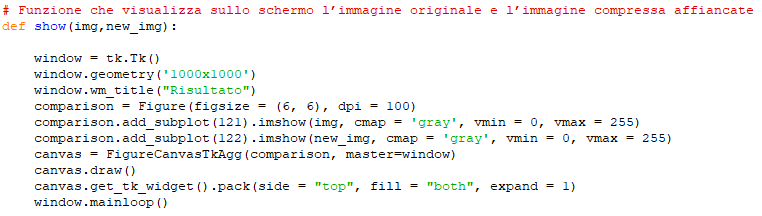 # Funzione che visualizza sullo schermo l’immagine originale e l’immagine compressa affiancate
def show(img,new_img):
window = tk.Tk()
window.geometry('1000x1000')
window.wm_title("Risultato")
comparison = Figure(figsize = (6, 6), dpi = 100)
comparison.add_subplot(121).imshow(img, cmap = 'gray', vmin = 0, vmax = 255)
comparison.add_subplot(122).imshow(new_img, cmap = 'gray', vmin = 0, vmax = 255)
canvas = FigureCanvasTkAgg(comparison, master=window)
canvas.draw()
canvas.get_tk_widget().pack(side = "top", fill = "both", expand = 1)
window.mainloop()